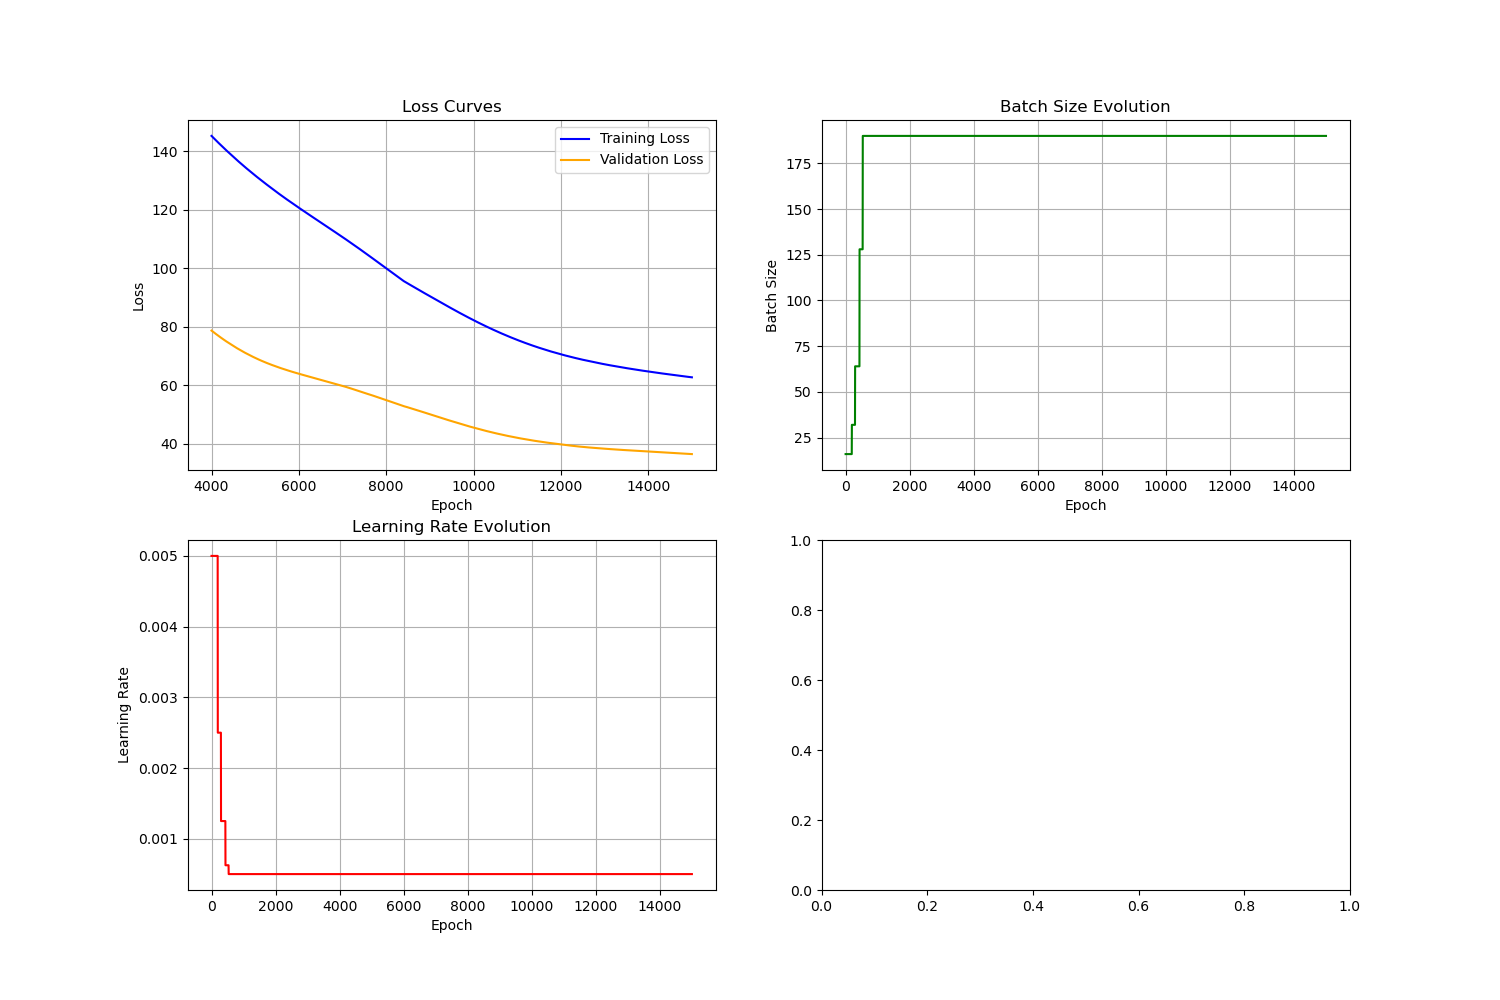 Loss Curves
140
120
100
80
60
40
Loss
Training Loss
Validation Loss
4000 6000 8000 10000 12000 14000
Epoch
Batch Size Evolution
175
150
125
100
75
50
25
Batch Size
0 2000 4000 6000 8000 10000 12000 14000
Epoch
Learning Rate Evolution
0.005
0.004
0.003
0.002
0.001
Learning Rate
0 2000 4000 6000 8000 10000 12000 14000
Epoch
1.0
0.8
0.6
0.4
0.2
0.0
0.0 0.2 0.4 0.6 0.8 1.0